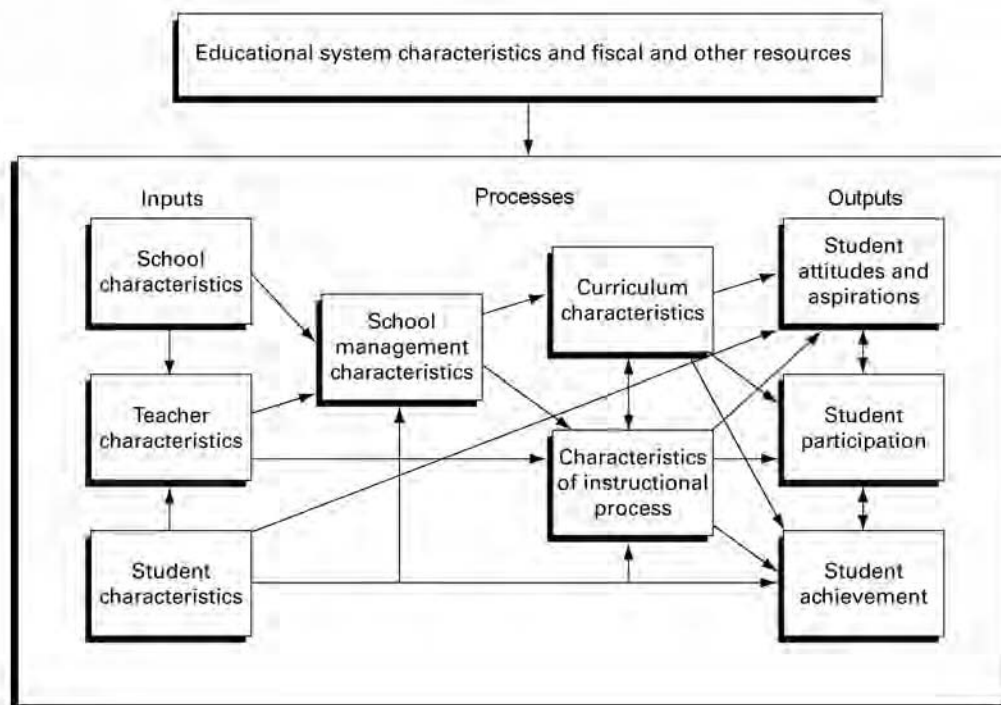 Educational system characteristics and fiscal and other resources
Inputs
Processes
Outputs
School
characteristics
Teacher
characteristics
Student
characteristics
School
management
characteristics
Curriculum
characteristics
Characteristics
of instructional
process
Student
attitudes and
aspirations
Student
participation
Student
achievement